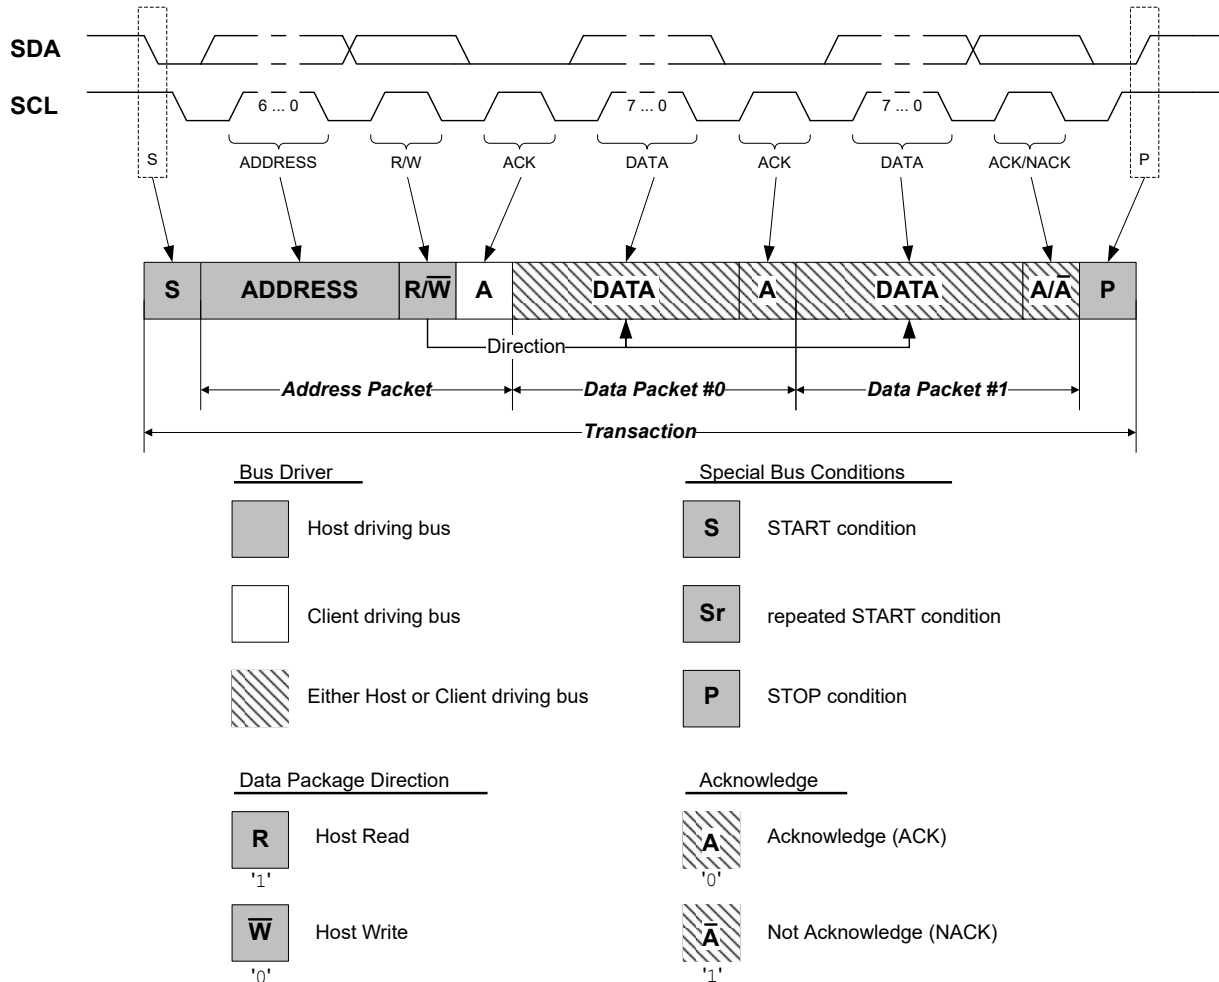 SDA
SCL
6 ... 0
7 ... 0
7 ... 0
S
ADDRESS
R/W
ACK
DATA
ACK
DATA
ACK/NACK
P
S
ADDRESS
R/W̅
A
DATA
A
DATA
A/A̅
P
Direction
Address Packet
Data Packet #0
Data Packet #1
Transaction
Bus Driver
Host driving bus
Client driving bus
Either Host or Client driving bus
Special Bus Conditions
S
START condition
Sr
repeated START condition
P
STOP condition
Data Package Direction
R
Host Read
'1'
W̅
Host Write
'0'
Acknowledge
A
Acknowledge (ACK)
'0'
A̅
Not Acknowledge (NACK)
'1'